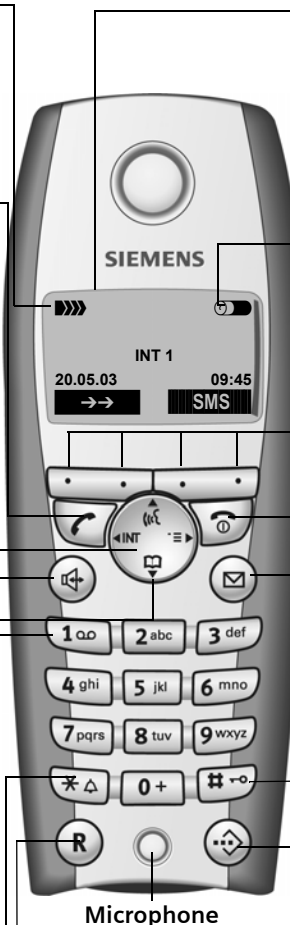 SIEMENS
INT 1
20.05.03 09:45
→→ SMS
INT
1 2 abc 3 def
4 ghi 5 jkl 6 mno
7 pqrs 8 tuv 9 wxyz
* 0 + #
R
Microphone